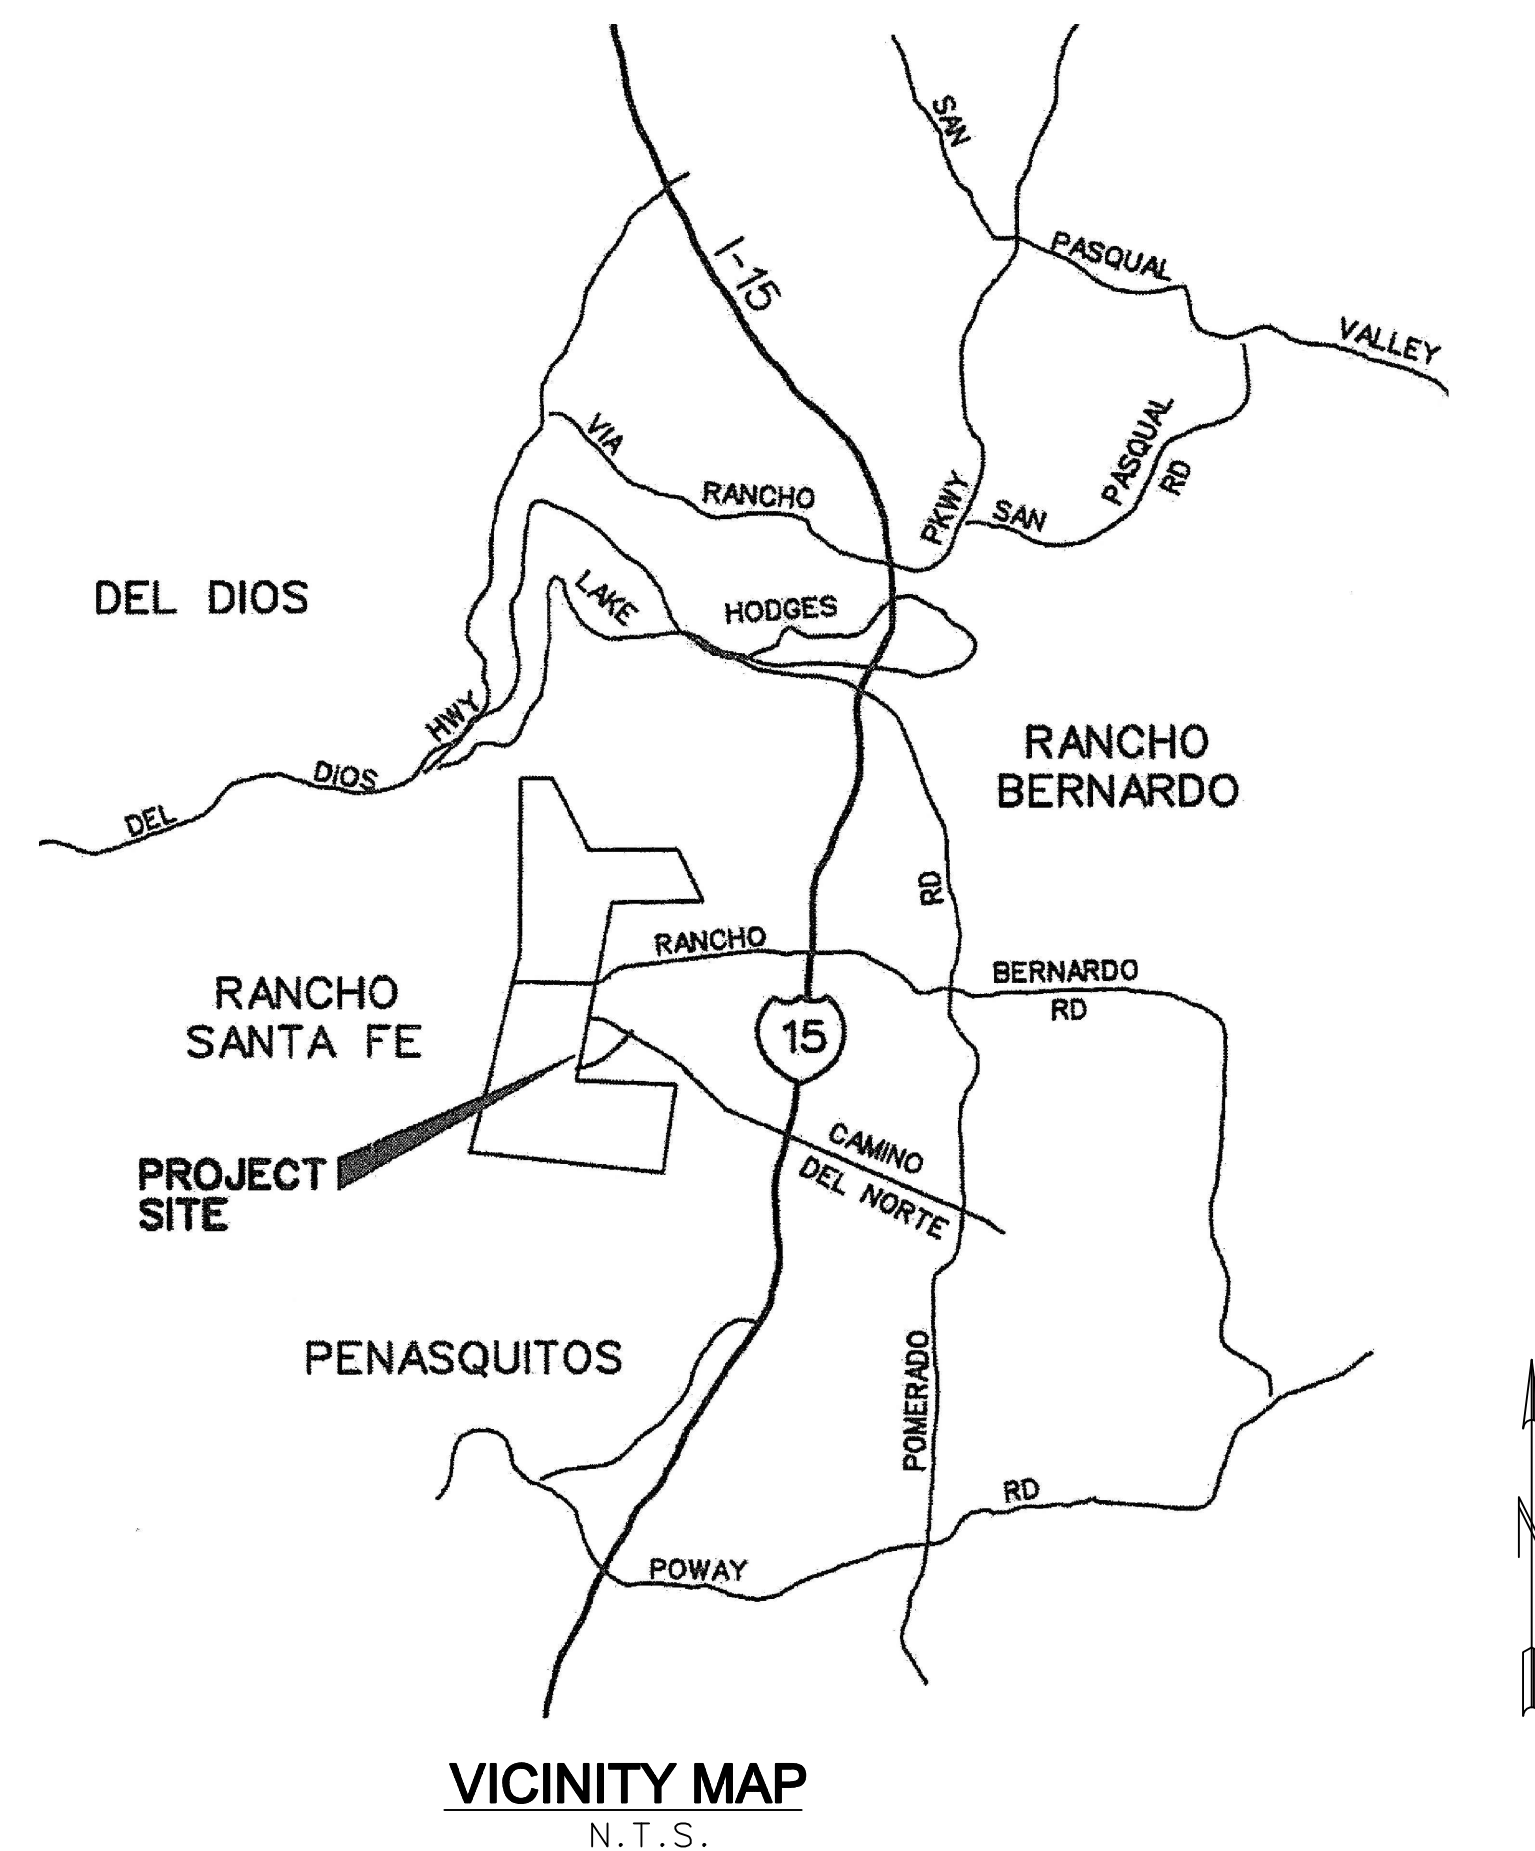 SAN
PASQUAL
VALLEY
I-15
VIA
RANCHO
PKWY
SAN
PASQUAL
RD
DEL DIOS
LAKE
HODGES
HWY
DIOS
DEL
RANCHO
BERNARDO
RD
RANCHO
BERNARDO
RD
RANCHO
SANTA FE
15
CAMINO
DEL NORTE
PROJECT
SITE
PENASQUITOS
POMERADO
RD
POWAY
N
VICINITY MAP
N.T.S.